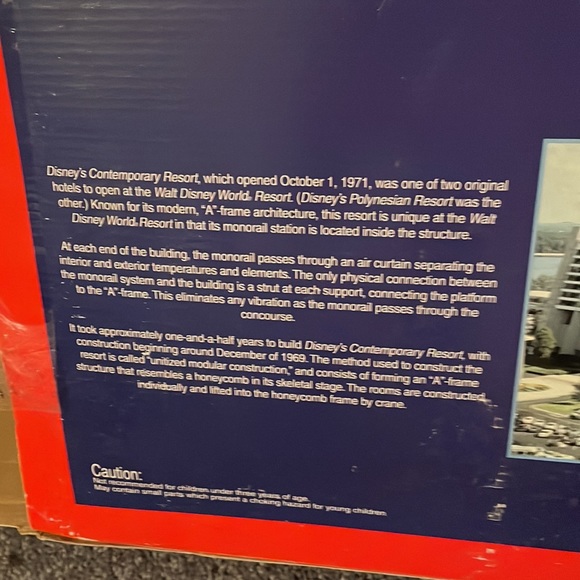 Disney's Contemporary Resort, which opened October 1, 1971, was one of two original
hotels to open at the Walt Disney World® Resort. (Disney's Polynesian Resort was the
other.) Known for its modern, "A"-frame architecture, this resort is unique at the Walt
Disney World® Resort in that its monorail station is located inside the structure.
At each end of the building, the monorail passes through an air curtain separating the
interior and exterior temperatures and elements. The only physical connection between
the monorail system and the building is a strut at each support, connecting the platform
to the "A"-frame. This eliminates any vibration as the monorail passes through the
concourse.
It took approximately one-and-a-half years to build Disney's Contemporary Resort, with
construction beginning around December of 1969. The method used to construct the
resort is called "unitized modular construction," and consists of forming an "A"-frame
structure that resembles a honeycomb in its skeletal stage. The rooms are constructed
individually and lifted into the honeycomb frame by crane.
Caution:
Not recommended for children under three years of age.
May contain small parts which present a choking hazard for young children